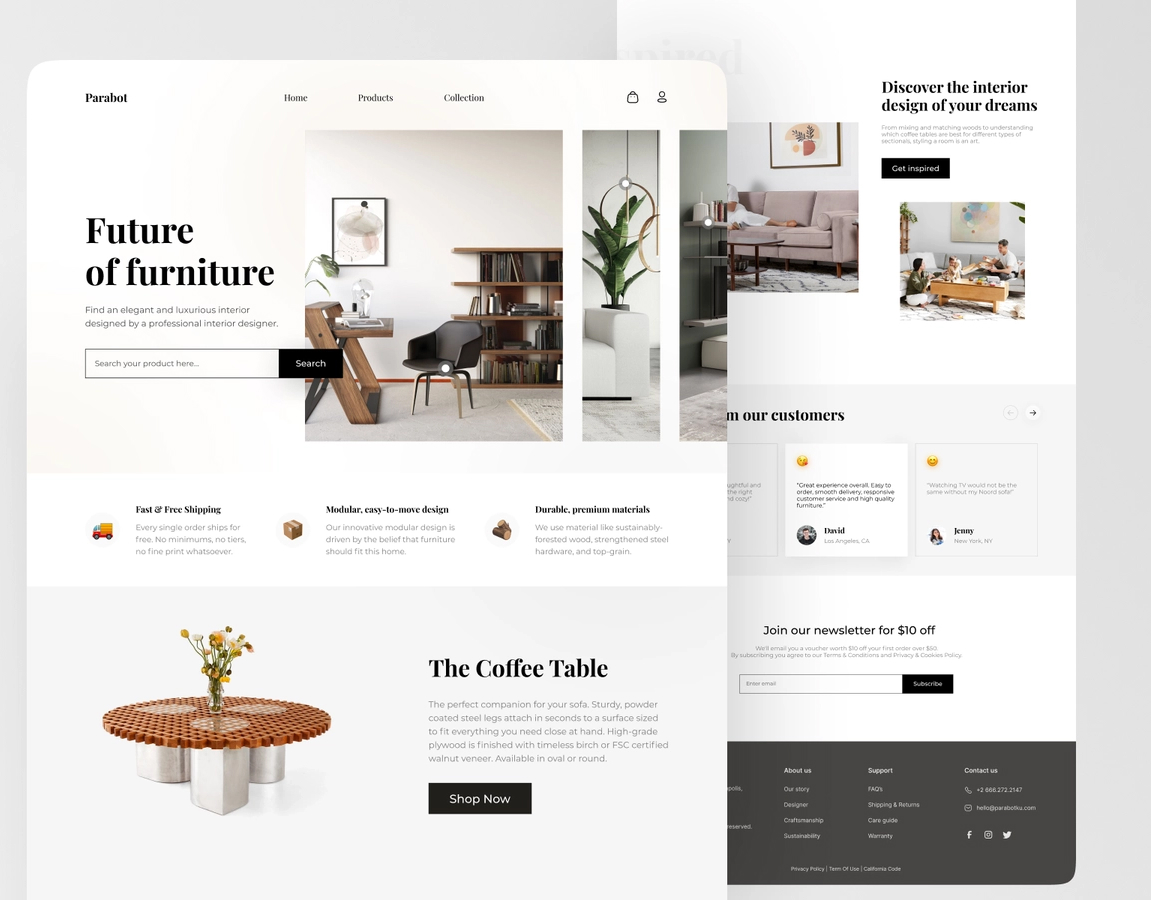 Parabot
Home
Products
Collection
Future
of furniture
Find an elegant and luxurious interior
designed by a professional interior designer.
Search your product here...
Search
Fast & Free Shipping
Every single order ships for
free. No minimums, no tiers,
no fine print whatsoever.
Modular, easy-to-move design
Our innovative modular design is
driven by the belief that furniture
should fit this home.
Durable, premium materials
We use material like sustainably-
forested wood, strengthened steel
hardware, and top-grain.
The Coffee Table
The perfect companion for your sofa. Sturdy, powder
coated steel legs attach in seconds to a surface sized
to fit everything you need close at hand. High-grade
plywood is finished with timeless birch or FSC certified
walnut veneer. Available in oval or round.
Shop Now
Discover the interior
design of your dreams
From mixing and matching woods to understanding
which coffee tables are best for different types of
sectionals, styling a room is an art.
Get inspired
our customers
and
the right
cozy!"
"Great experience overall. Easy to
order, smooth delivery, responsive
customer service and high quality
furniture."
David
Los Angeles, CA
"Watching TV would not be the
same without my Noord sofa!"
Jenny
New York, NY
Join our newsletter for $10 off
We'll email you a voucher worth $10 off your first order over $50.
By subscribing you agree to our Terms & Conditions and Privacy & Cookies Policy.
Enter email
Subscribe
reserved.
About us
Our story
Designer
Craftsmanship
Sustainability
Support
FAQ's
Shipping & Returns
Care guide
Warranty
Contact us
+2 666.272.2147
hello@parabotku.com
Privacy Policy | Term Of Use | California Code